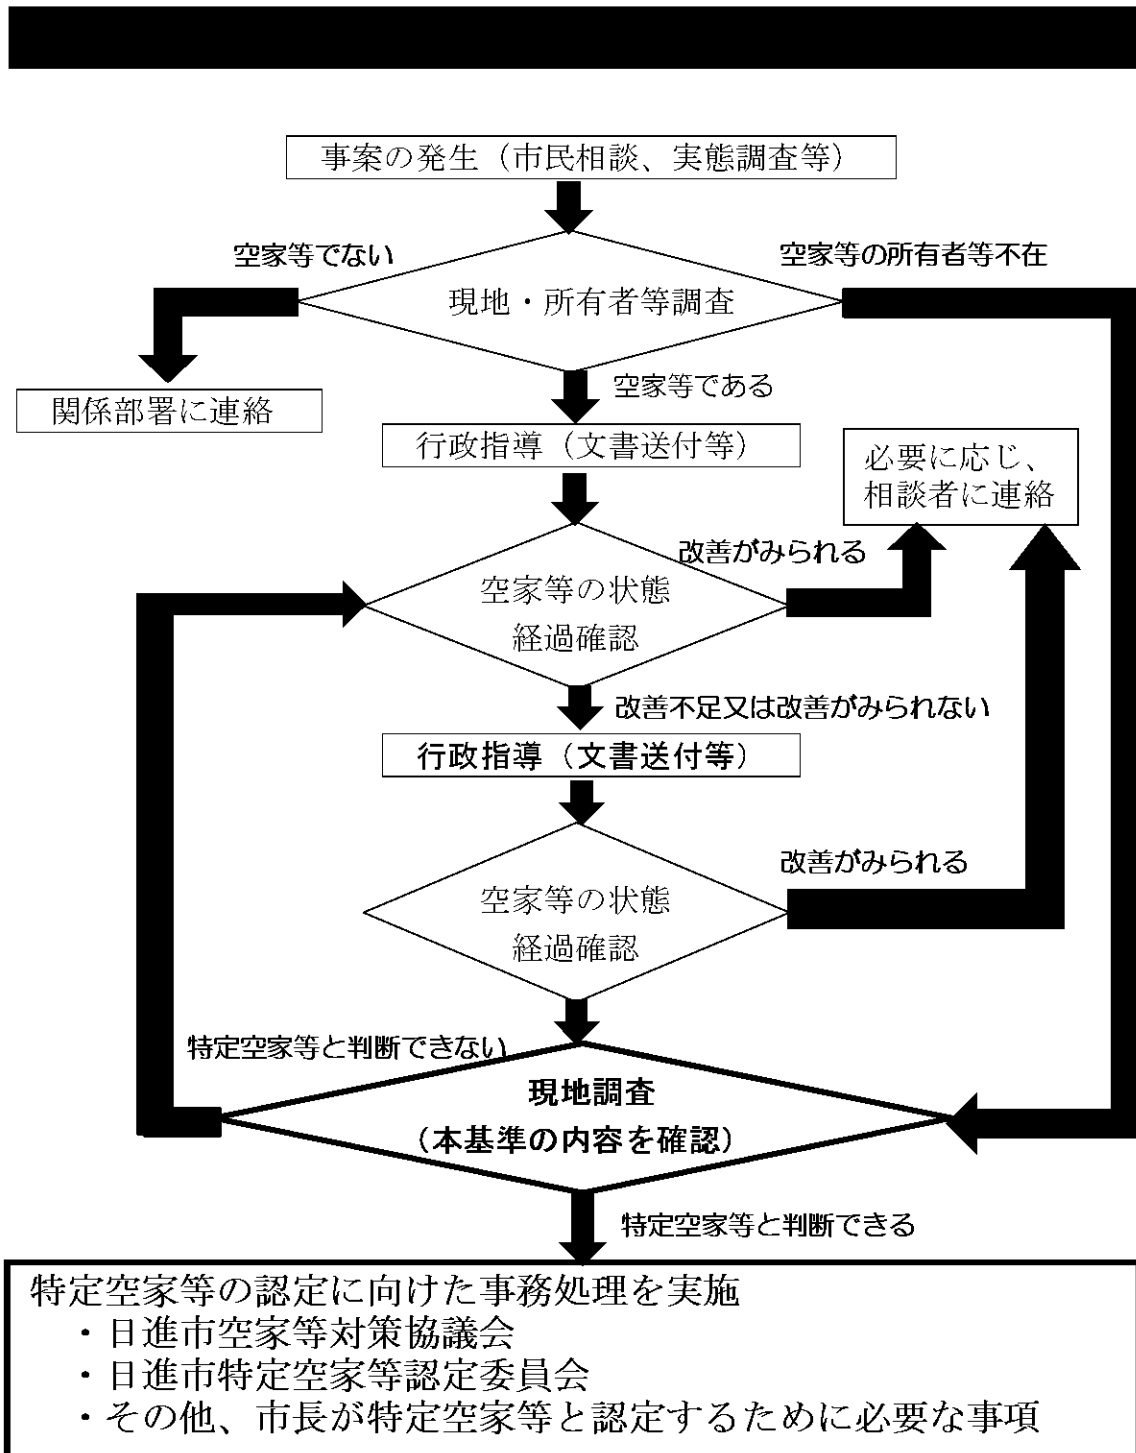 事案の発生（市民相談、実態調査等）
空家等でない
空家等の所有者等不在
現地・所有者等調査
空家等である
関係部署に連絡
行政指導（文書送付等）
必要に応じ、
相談者に連絡
改善がみられる
空家等の状態
経過確認
改善不足又は改善がみられない
行政指導（文書送付等）
改善がみられる
空家等の状態
経過確認
特定空家等と判断できない
現地調査
（本基準の内容を確認）
特定空家等と判断できる
特定空家等の認定に向けた事務処理を実施
・日進市空家等対策協議会
・日進市特定空家等認定委員会
・その他、市長が特定空家等と認定するために必要な事項